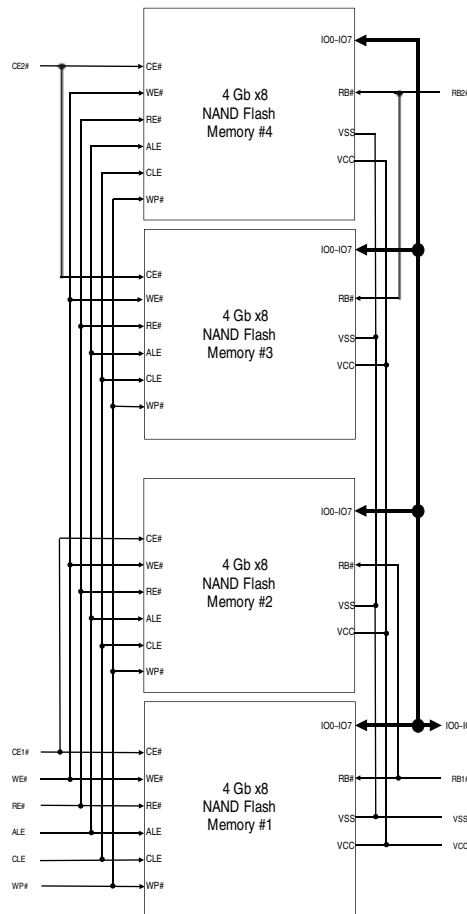 IO0-IO7
CE2#
CE#
4 Gb x8
NAND Flash
Memory #4
WE#
RB#
RB2#
RE#
VSS
ALE
VCC
CLE
WP#
IO0-IO7
CE#
4 Gb x8
NAND Flash
Memory #3
WE#
RB#
RE#
VSS
ALE
VCC
CLE
WP#
IO0-IO7
CE#
4 Gb x8
NAND Flash
Memory #2
WE#
RB#
RE#
VSS
ALE
VCC
CLE
WP#
IO0-IO7
IO0-IO
CE1#
CE#
4 Gb x8
NAND Flash
Memory #1
WE#
WE#
RB#
RB1#
RE#
RE#
VSS
VSS
ALE
ALE
VCC
VCC
CLE
CLE
WP#
WP#